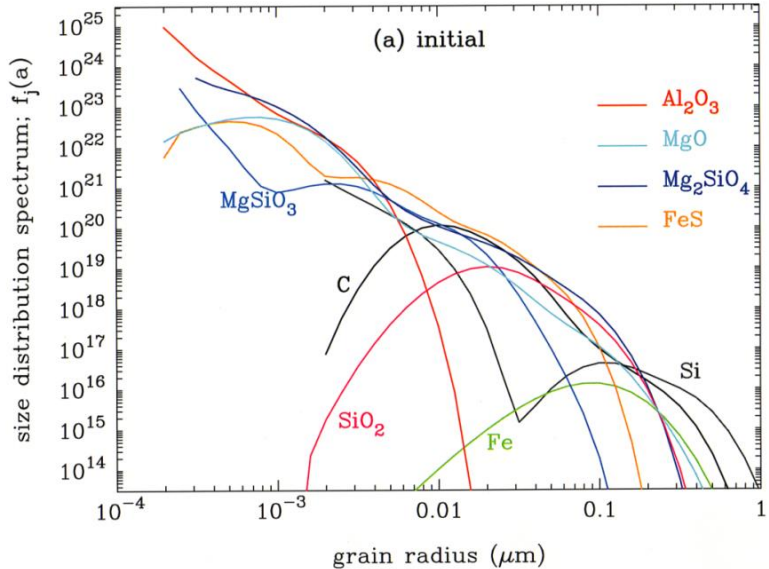 (a) initial
size distribution spectrum; f_j(a)
10^25
10^24
10^23
10^22
10^21
10^20
10^19
10^18
10^17
10^16
10^15
10^14
Al₂O₃
MgO
Mg₂SiO₄
FeS
MgSiO₃
C
Si
SiO₂
Fe
10^-4
10^-3
0.01
0.1
1
grain radius (μm)